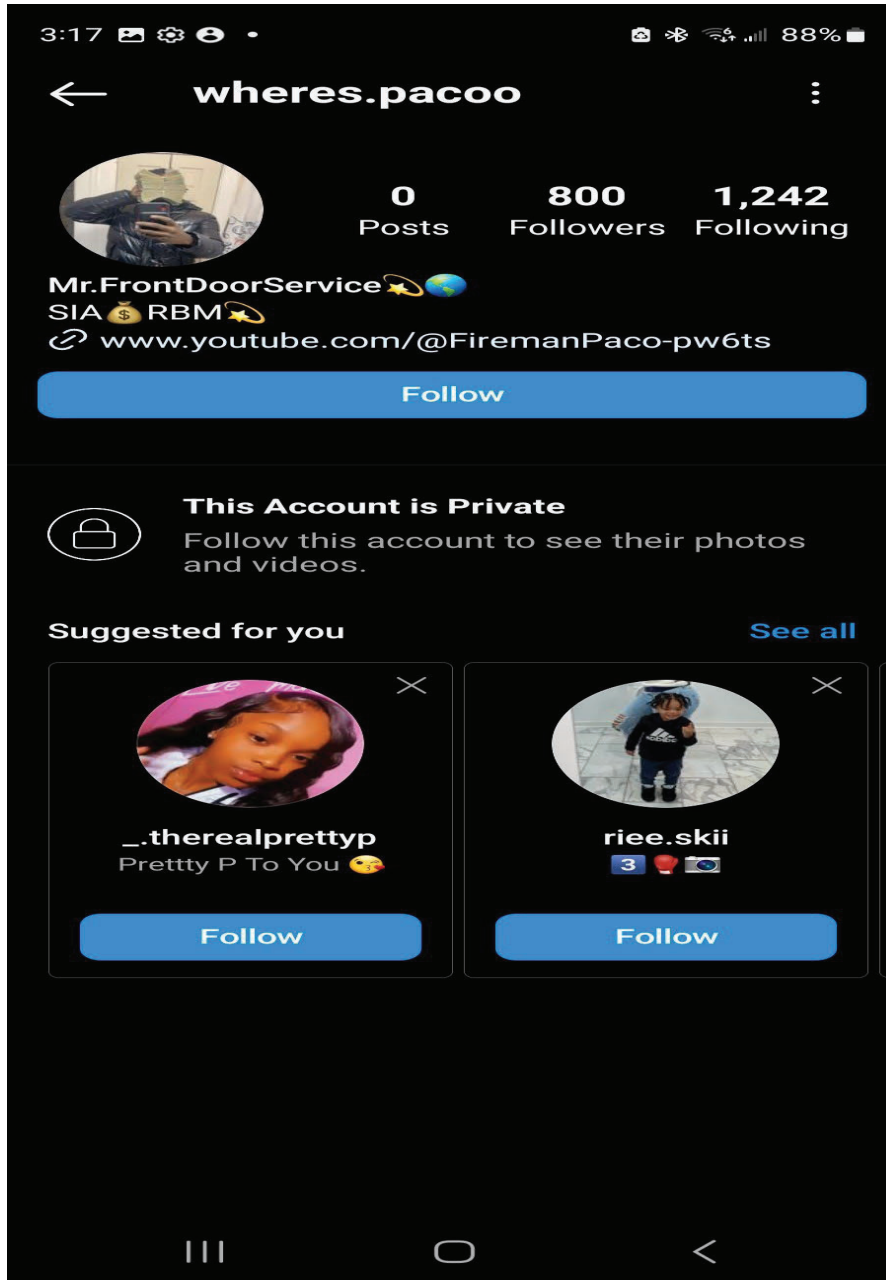 3:17 88%
wheres.pacoo
0 800 1,242
Posts Followers Following
Mr.FrontDoorService💫🌎
SIA💰RBM💫
www.youtube.com/@FiremanPaco-pw6ts
Follow
This Account is Private
Follow this account to see their photos
and videos.
Suggested for you See all
_.therealprettyp riee.skii
Prettty P To You 😘 3️⃣🥊📷
Follow Follow